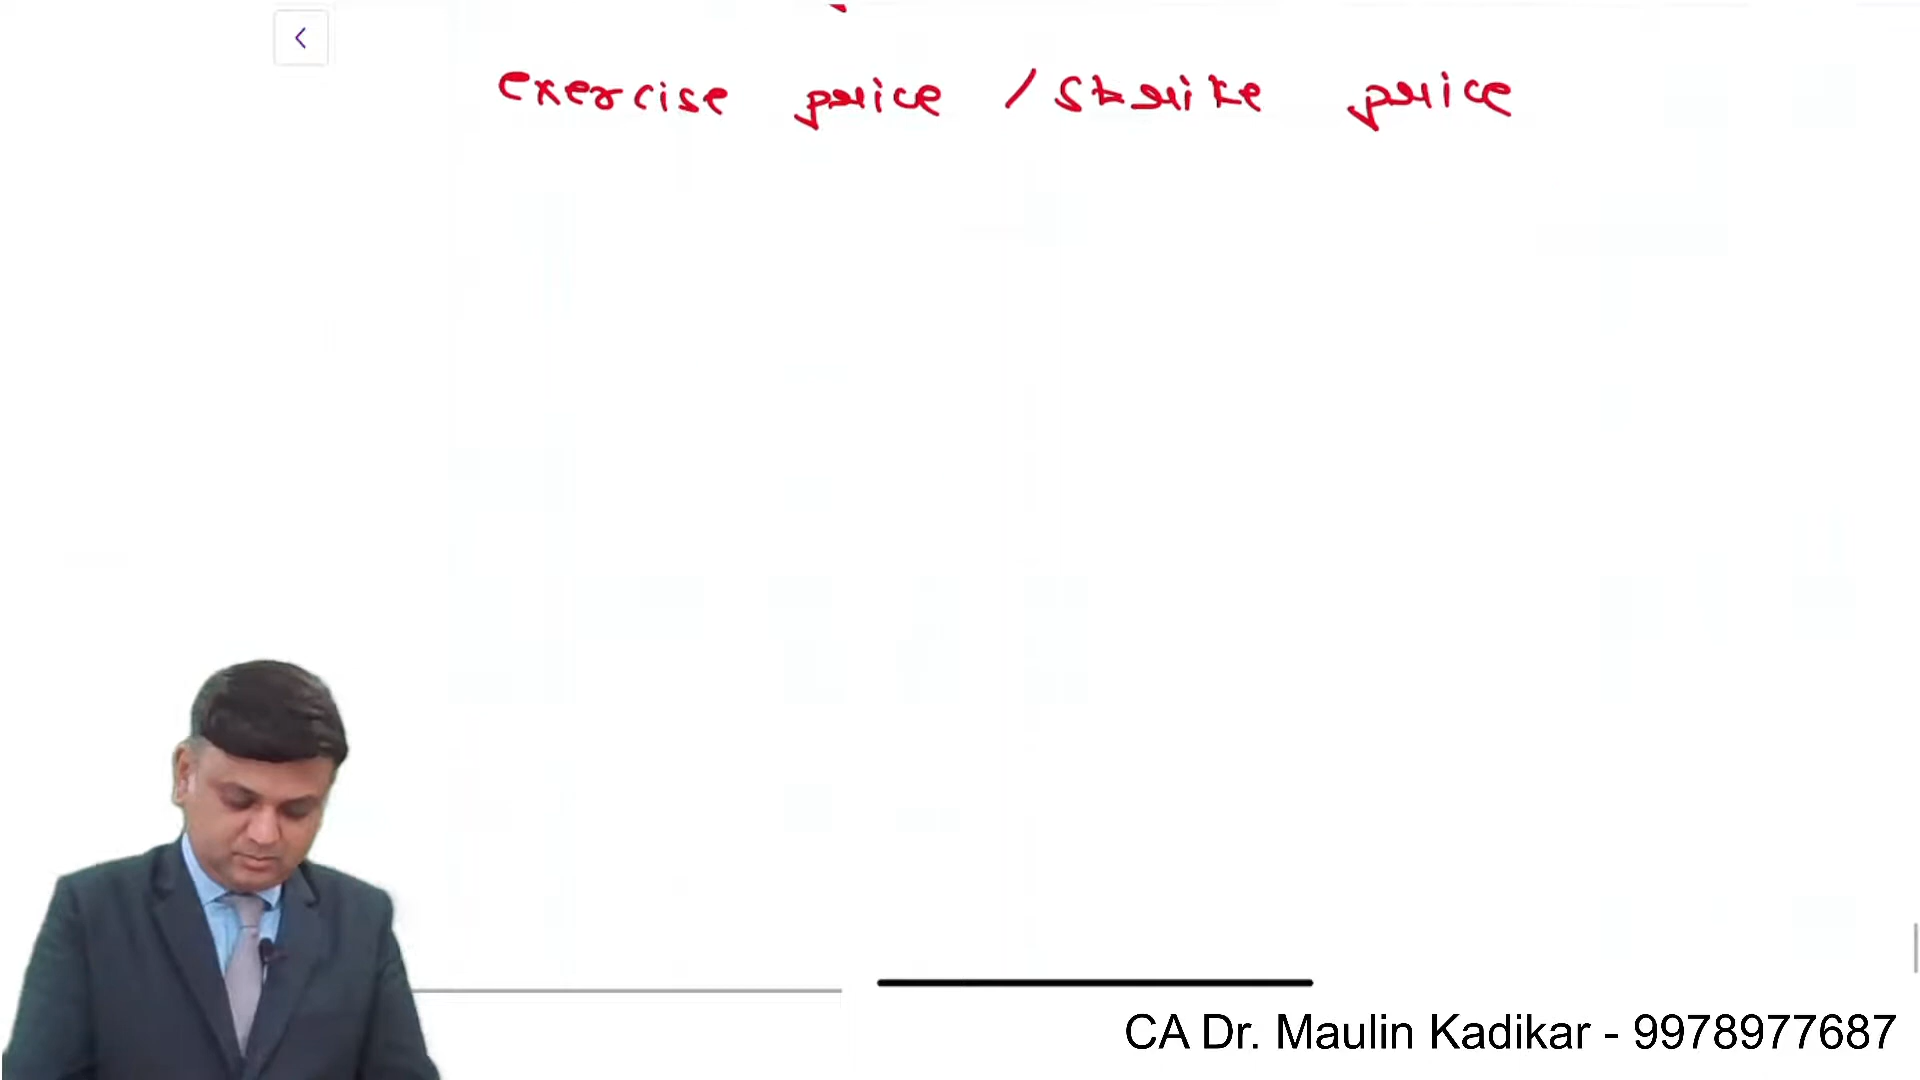 exercise price / strike price
CA Dr. Maulin Kadikar - 9978977687